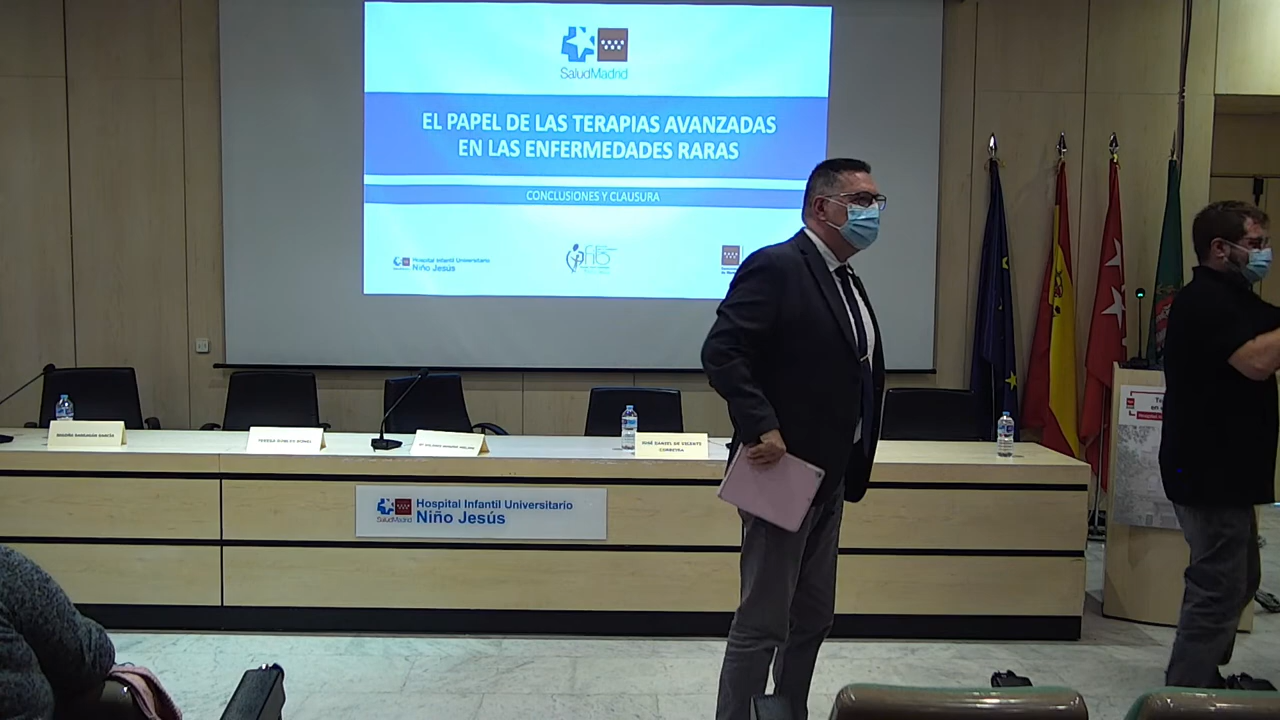 SaludMadrid
EL PAPEL DE LAS TERAPIAS AVANZADAS
EN LAS ENFERMEDADES RARAS
CONCLUSIONES Y CLAUSURA
Hospital Infantil Universitario
Niño Jesús
JOSÉ DANIEL DE VICENTE
CORBEIRA
SaludMadrid
Hospital Infantil Universitario
Niño Jesús